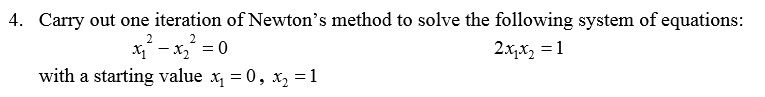 4. Carry out one iteration of Newton's method to solve the following system of equations:
x₁² − x₂² = 0 2x₁x₂ = 1
with a starting value x₁ = 0, x₂ = 1